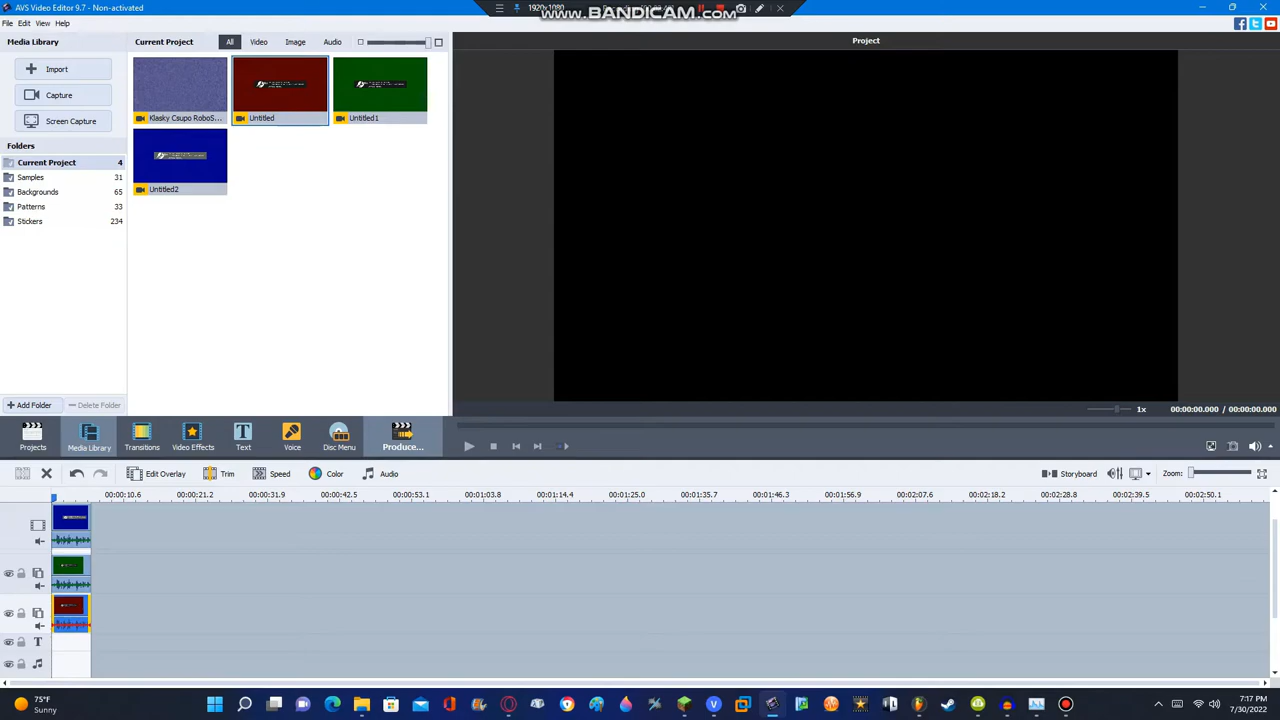 AVS Video Editor 9.7 - Non-activated
1920x1080
www.BANDICAM.com
File Edit View Help
Media Library
Current Project
All Video Image Audio
Project
Import
Capture
Screen Capture
Folders
Current Project 4
Samples 31
Backgrounds 65
Patterns 33
Stickers 234
Klasky Csupo RoboS...
Untitled
Untitled1
Untitled2
Add Folder
Delete Folder
1x
00:00:00.000 / 00:00:00.000
Projects
Media Library
Transitions
Video Effects
Text
Voice
Disc Menu
Produce...
Edit Overlay
Trim
Speed
Color
Audio
Storyboard
Zoom:
00:00:10.6 00:00:21.2 00:00:31.9 00:00:42.5 00:00:53.1 00:01:03.8 00:01:14.4 00:01:25.0 00:01:35.7 00:01:46.3 00:01:56.9 00:02:07.6 00:02:18.2 00:02:28.8 00:02:39.5 00:02:50.1
T
75°F
Sunny
7:17 PM
7/30/2022